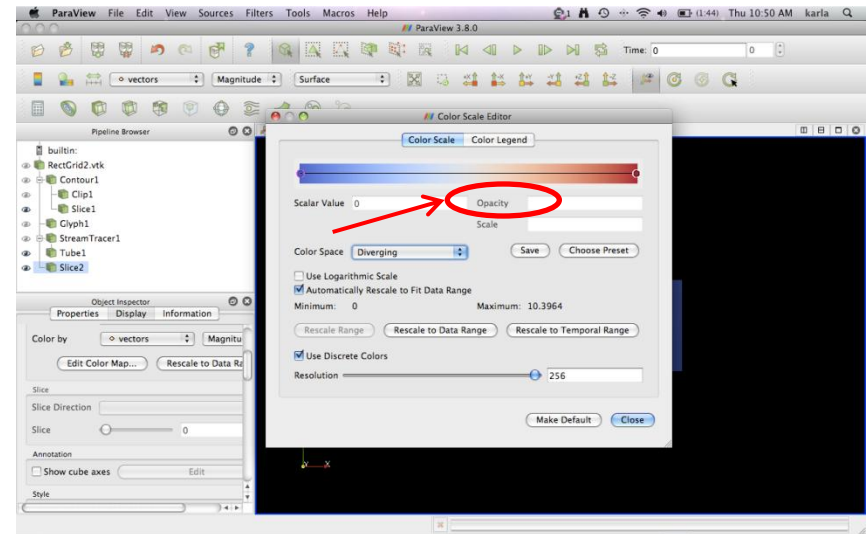 ParaView File Edit View Sources Filters Tools Macros Help 1 (1:44) Thu 10:50 AM karla
ParaView 3.8.0
Time: 0 0
vectors Magnitude Surface
Pipeline Browser
builtin:
RectGrid2.vtk
Contour1
Clip1
Slice1
Glyph1
StreamTracer1
Tube1
Slice2
Object Inspector
Properties Display Information
Color by vectors Magnitu
Edit Color Map... Rescale to Data Ra
Slice
Slice Direction
Slice 0
Annotation
Show cube axes Edit
Style
Color Scale Editor
Color Scale Color Legend
Scalar Value 0 Opacity
Scale
Color Space Diverging Save Choose Preset
Use Logarithmic Scale
Automatically Rescale to Fit Data Range
Minimum: 0 Maximum: 10.3964
Rescale Range Rescale to Data Range Rescale to Temporal Range
Use Discrete Colors
Resolution 256
Make Default Close
Y X